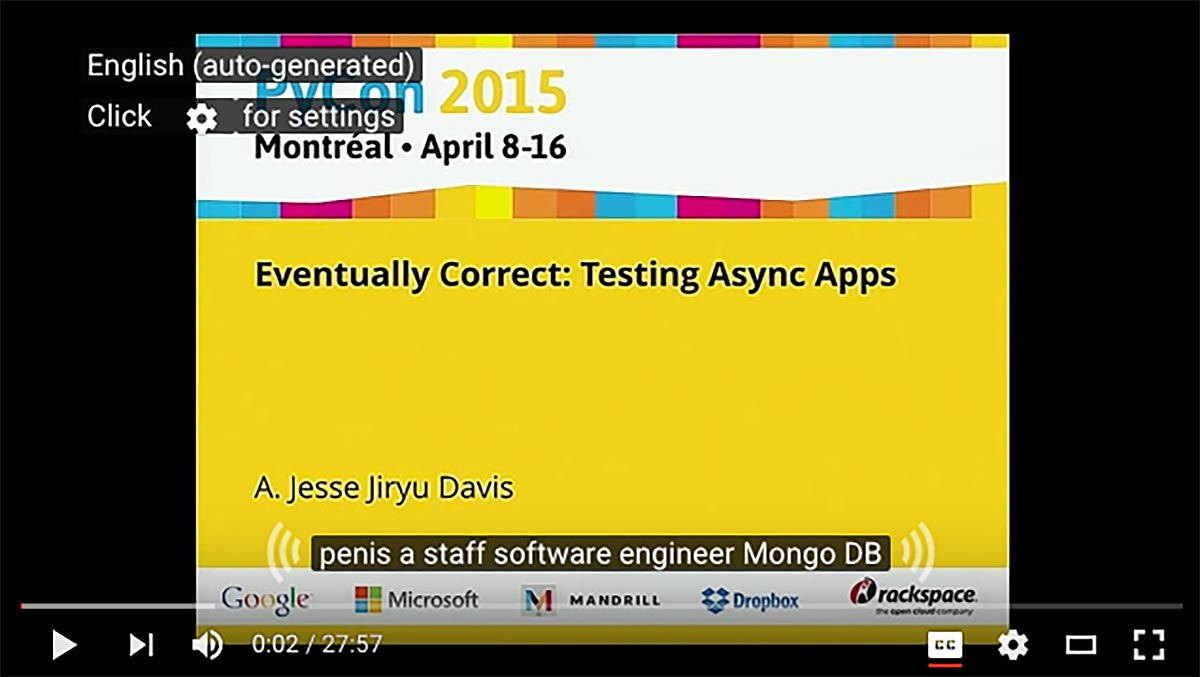 English (auto-generated)
PyCon 2015
Click for settings
Montréal • April 8-16
Eventually Correct: Testing Async Apps
A. Jesse Jiryu Davis
penis a staff software engineer Mongo DB
Google Microsoft MANDRILL Dropbox rackspace.
the open cloud company
0:02 / 27:57
CC